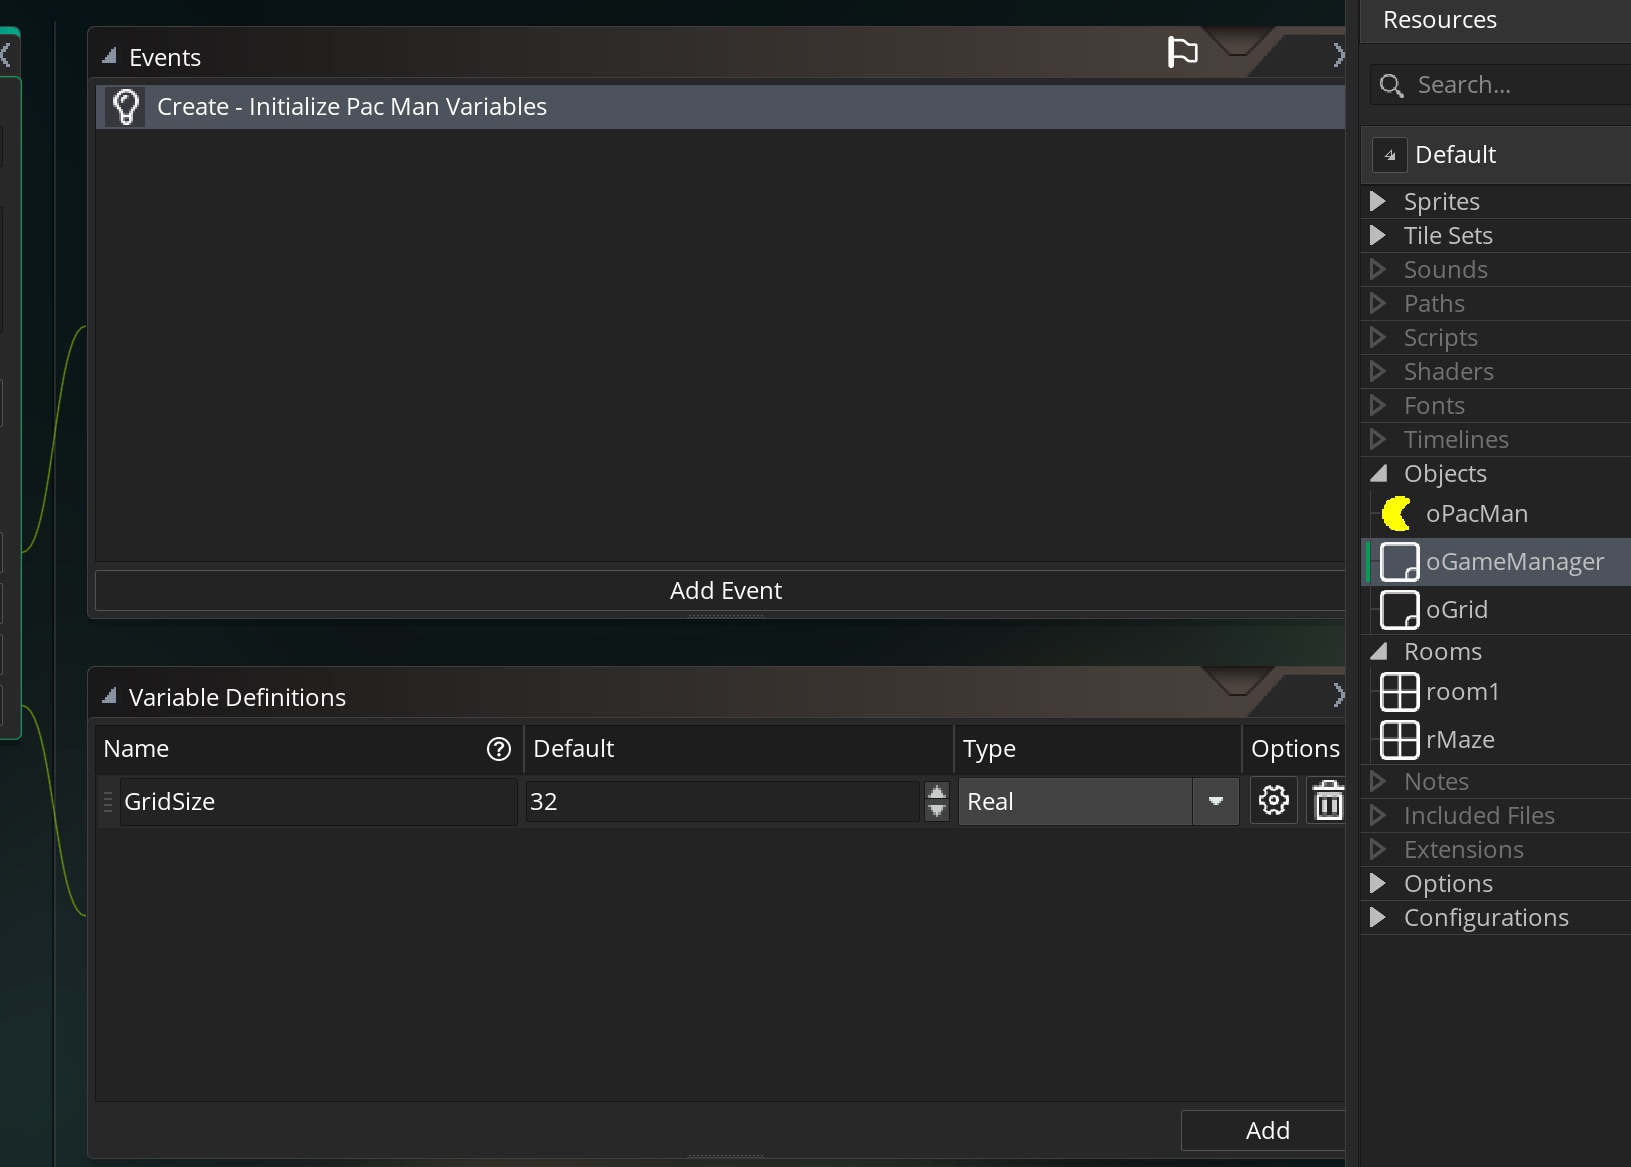 Events
Create - Initialize Pac Man Variables
Add Event
Variable Definitions
Name
Default
Type
Options
GridSize
32
Real
Add
Resources
Search...
Default
Sprites
Tile Sets
Sounds
Paths
Scripts
Shaders
Fonts
Timelines
Objects
oPacMan
oGameManager
oGrid
Rooms
room1
rMaze
Notes
Included Files
Extensions
Options
Configurations